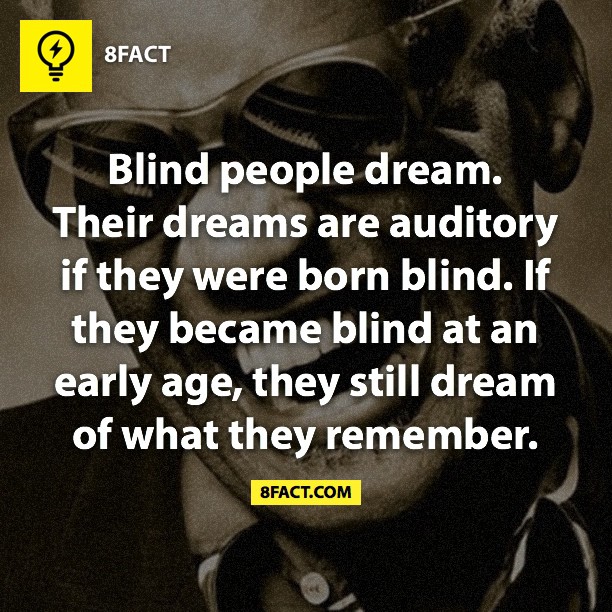 8FACT
Blind people dream.
Their dreams are auditory
if they were born blind. If
they became blind at an
early age, they still dream
of what they remember.
8FACT.COM